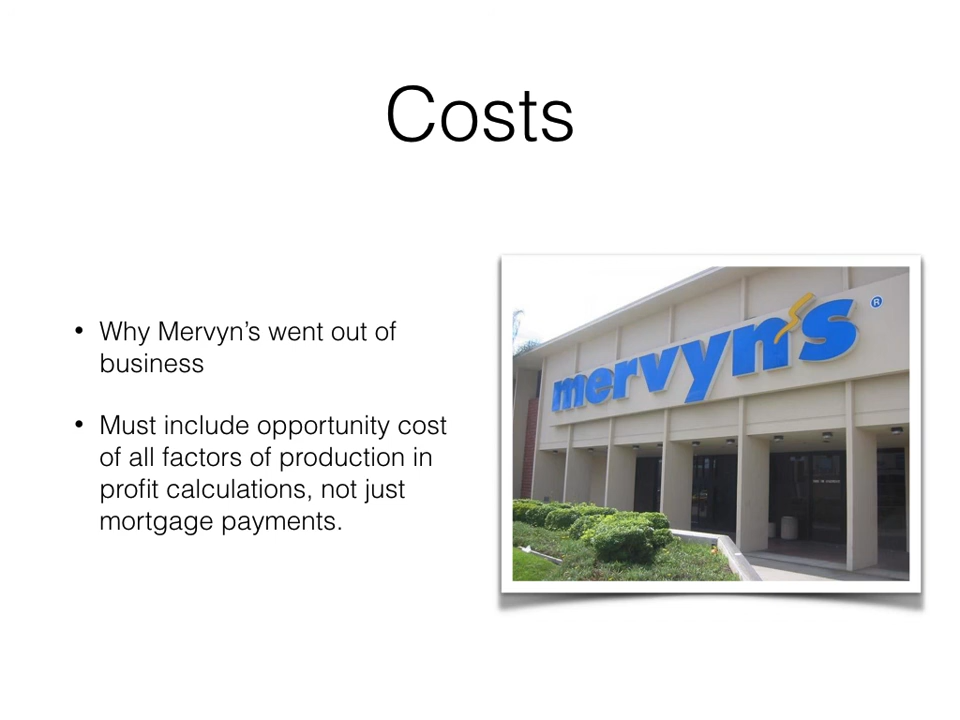 Costs
• Why Mervyn’s went out of
business
• Must include opportunity cost
of all factors of production in
profit calculations, not just
mortgage payments.
mervyn's ®